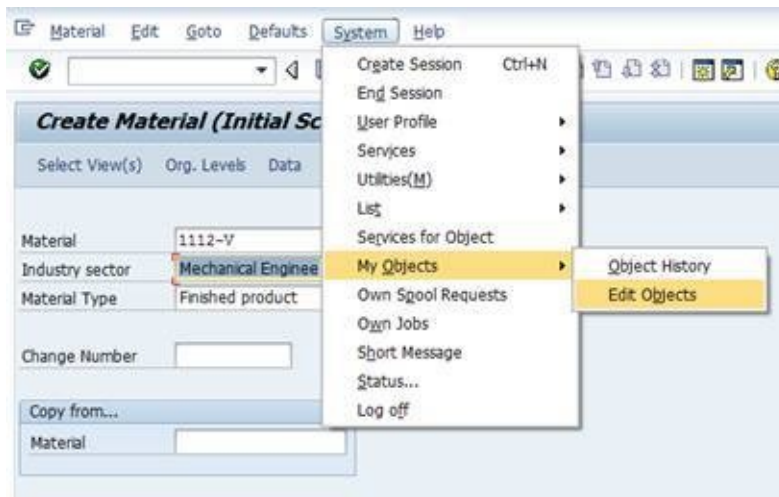 Material Edit Goto Defaults System Help
Create Material (Initial Sc
Select View(s) Org. Levels Data
Material 1112-V
Industry sector Mechanical Enginee
Material Type Finished product
Change Number
Copy from...
Material
Create Session Ctrl+N
End Session
User Profile
Services
Utilities(M)
List
Services for Object
My Objects
Own Spool Requests
Own Jobs
Short Message
Status...
Log off
Object History
Edit Objects